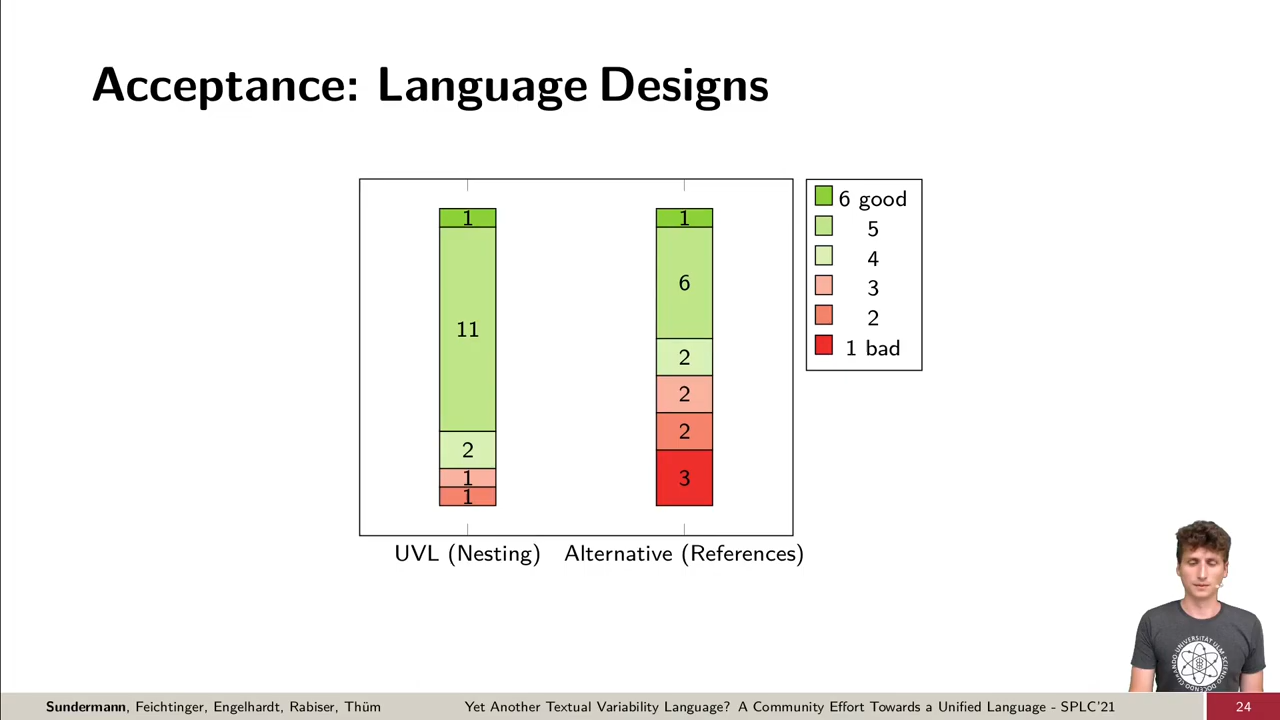 Acceptance: Language Designs
1
11
2
1
1
1
6
2
2
2
3
6 good
5
4
3
2
1 bad
UVL (Nesting)
Alternative (References)
Sundermann, Feichtinger, Engelhardt, Rabiser, Thüm
Yet Another Textual Variability Language? A Community Effort Towards a Unified Language - SPLC'21
24